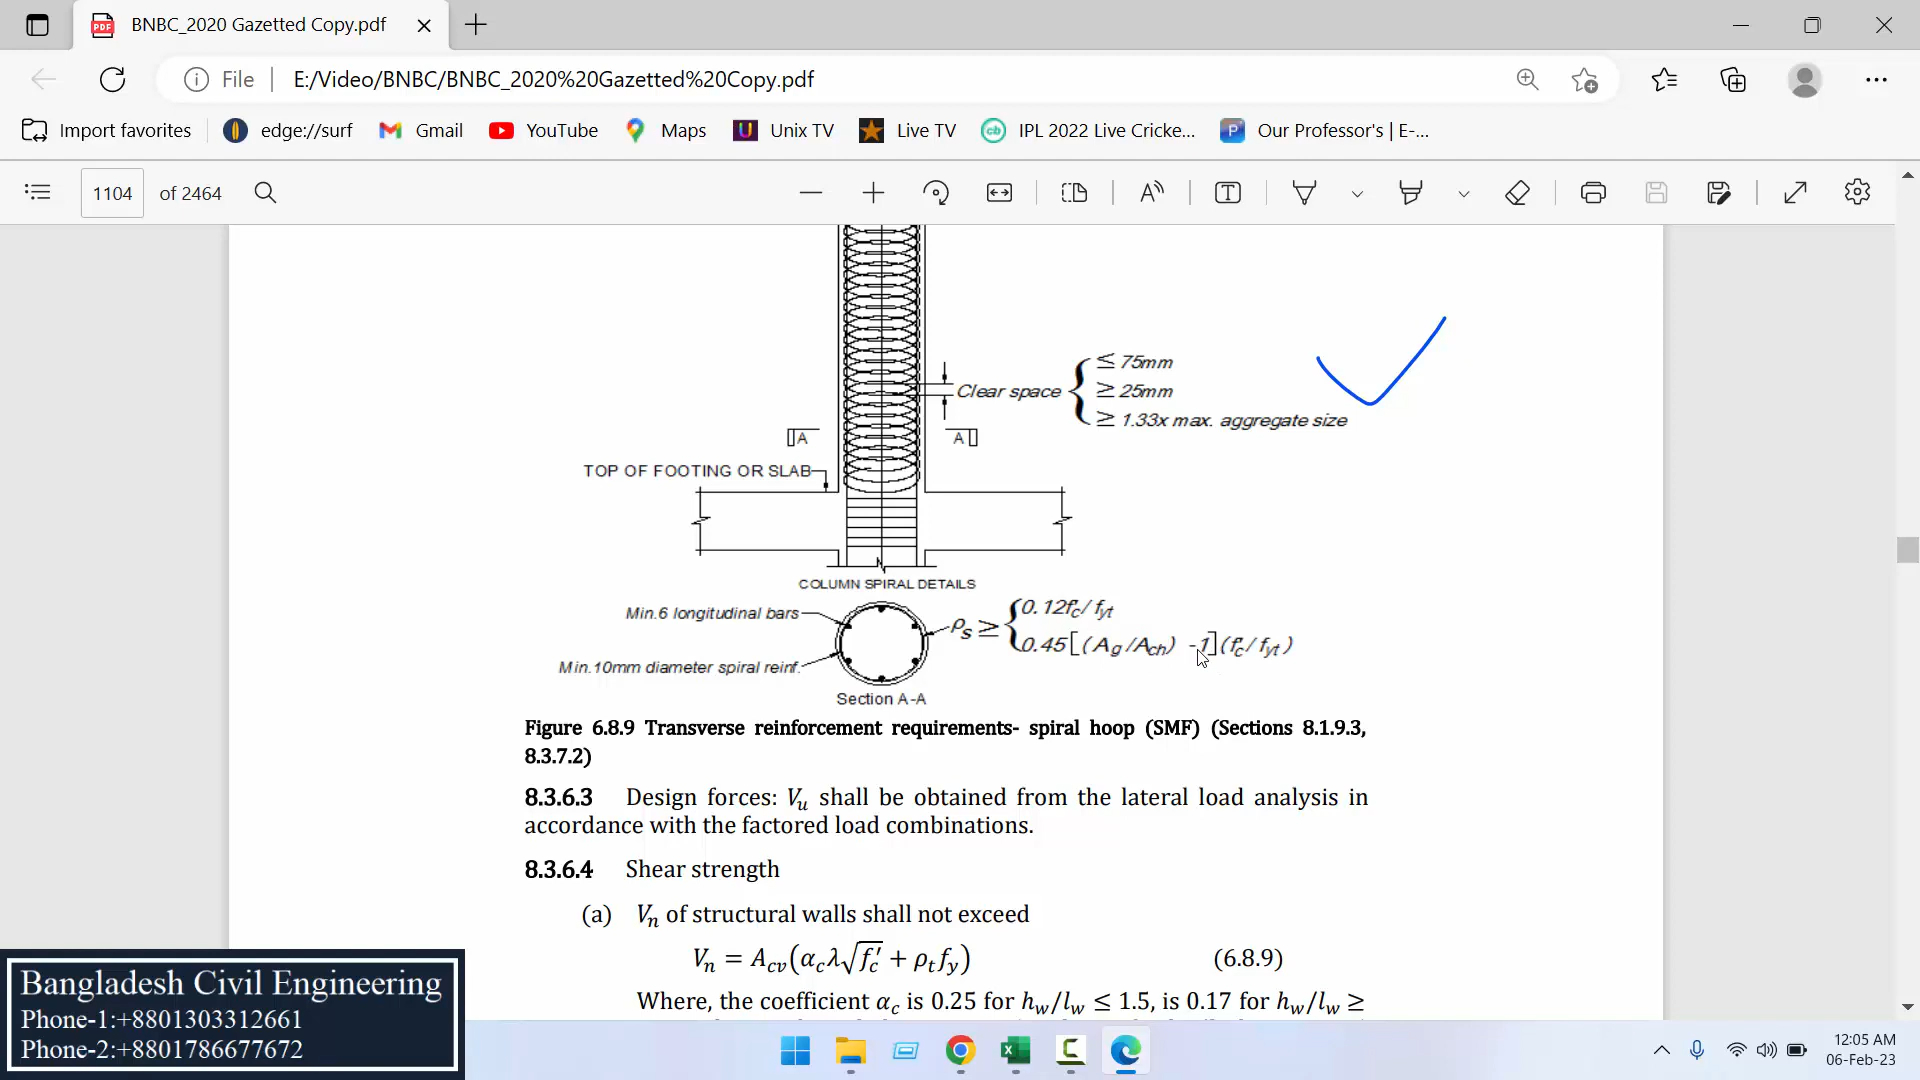 BNBC_2020 Gazetted Copy.pdf
File
E:/Video/BNBC/BNBC_2020%20Gazetted%20Copy.pdf
Import favorites
edge://surf
Gmail
YouTube
Maps
Unix TV
Live TV
IPL 2022 Live Cricke...
Our Professor's | E-...
1104 of 2464
≤ 75mm
Clear space
≥ 25mm
≥ 1.33x max. aggregate size
A
A
TOP OF FOOTING OR SLAB
COLUMN SPIRAL DETAILS
Min.6 longitudinal bars
ρs ≥ { 0.12f'c / fyt
0.45[(Ag /Ach) -1](f'c / fyt)
Min.10mm diameter spiral reinf.
Section A-A
Figure 6.8.9 Transverse reinforcement requirements- spiral hoop (SMF) (Sections 8.1.9.3,
8.3.7.2)
8.3.6.3 Design forces: Vu shall be obtained from the lateral load analysis in
accordance with the factored load combinations.
8.3.6.4 Shear strength
(a) Vn of structural walls shall not exceed
Vn = Acv(αcλ√f'c + ρtfy) (6.8.9)
Where, the coefficient αc is 0.25 for hw/lw ≤ 1.5, is 0.17 for hw/lw ≥
Bangladesh Civil Engineering
Phone-1:+8801303312661
Phone-2:+8801786677672
12:05 AM
06-Feb-23